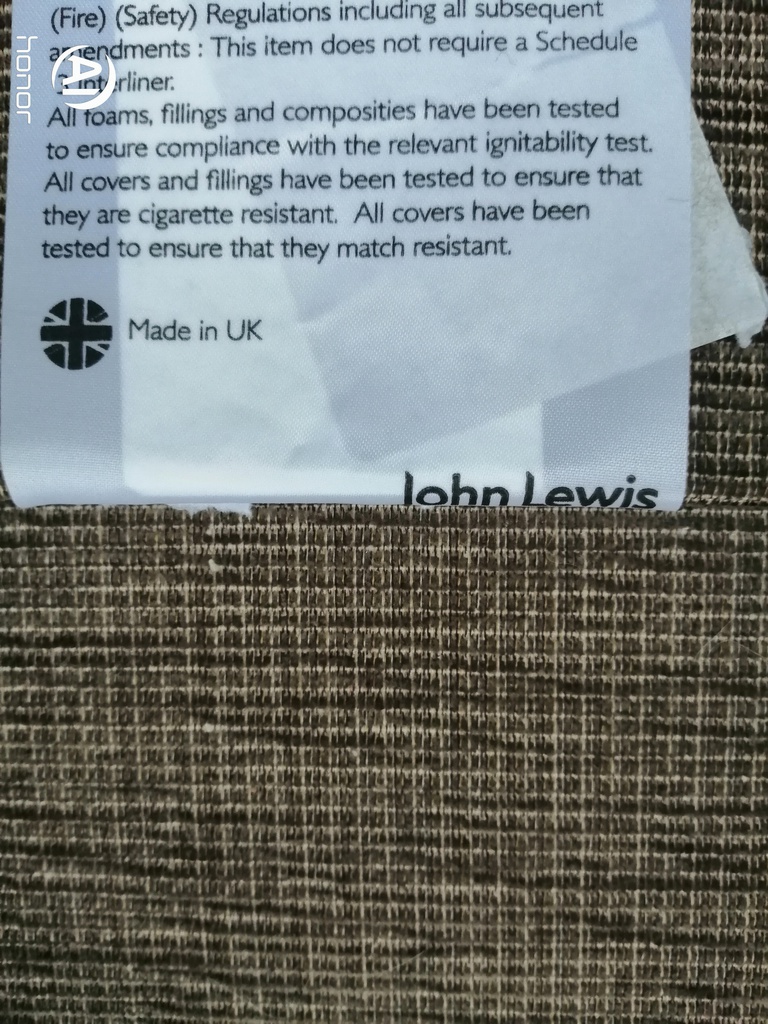 (Fire) (Safety) Regulations including all subsequent
amendments : This item does not require a Schedule
3 interliner.
All foams, fillings and composities have been tested
to ensure compliance with the relevant ignitability test.
All covers and fillings have been tested to ensure that
they are cigarette resistant. All covers have been
tested to ensure that they match resistant.
Made in UK
John Lewis
AI
honor